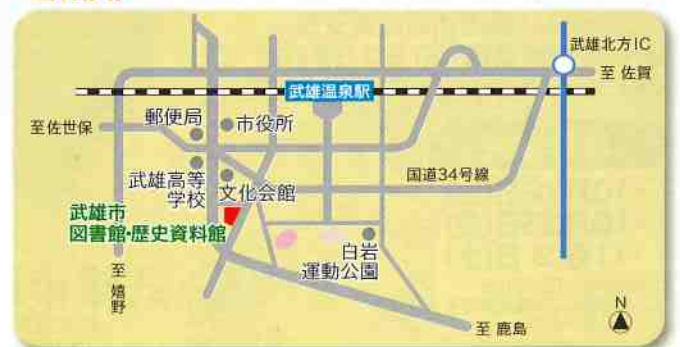 武雄北方IC
至 佐賀
武雄温泉駅
至佐世保
郵便局
市役所
武雄高等
学校
文化会館
国道34号線
武雄市
図書館・歴史資料館
白岩
運動公園
至
嬉
野
至 鹿島
N